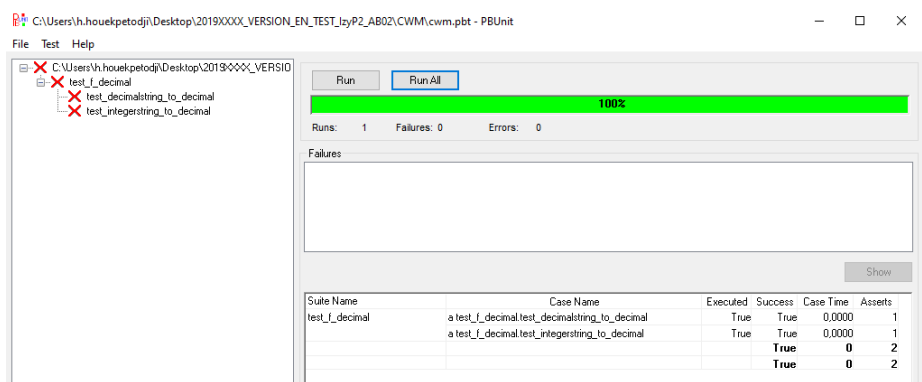 C:\Users\h.houekpetodji\Desktop\2019XXXX_VERSION_EN_TEST_IzyP2_AB02\CWM\cwm.pbt - PBUnit
File Test Help
C:\Users\h.houekpetodji\Desktop\2019XXXX_VERSIO
test_f_decimal
test_decimalstring_to_decimal
test_integerstring_to_decimal
Run Run All
100%
Runs: 1 Failures: 0 Errors: 0
Failures
Show
Suite Name Case Name Executed Success Case Time Asserts
test_f_decimal a test_f_decimal.test_decimalstring_to_decimal True True 0,0000 1
a test_f_decimal.test_integerstring_to_decimal True True 0,0000 1
True 0 2
True 0 2